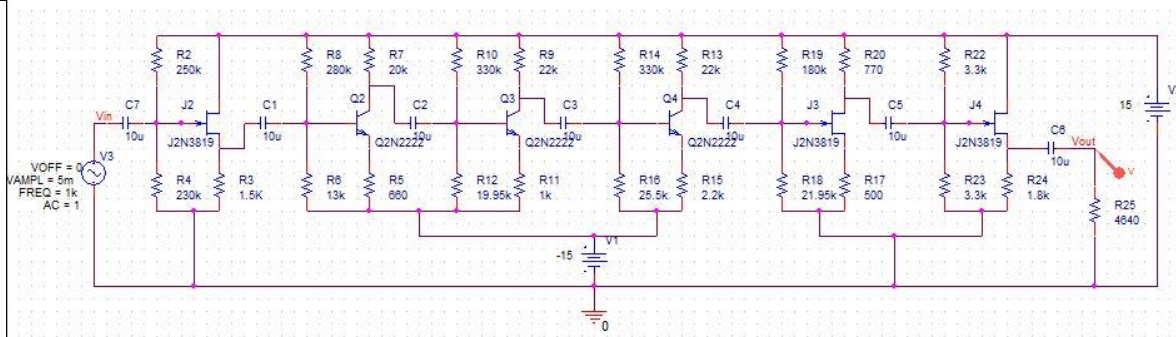 R2
250k
R8
280k
R7
20k
R10
330k
R9
22k
R14
330k
R13
22k
R19
180k
R20
770
R22
3.3k
V
15
Vin
C7
10u
J2
J2N3819
C1
10u
Q2
Q2N2222
C2
10u
Q3
Q2N2222
C3
10u
Q4
Q2N2222
C4
10u
J3
J2N3819
C5
10u
J4
J2N3819
C6
10u
Vout
V
V3
VOFF = 0
VAMPL = 5m
FREQ = 1k
AC = 1
R4
230k
R3
1.5K
R6
13k
R5
660
R12
19.95k
R11
1k
R16
25.5k
R15
2.2k
R18
21.95k
R17
500
R23
3.3k
R24
1.8k
R25
4640
V1
-15
0